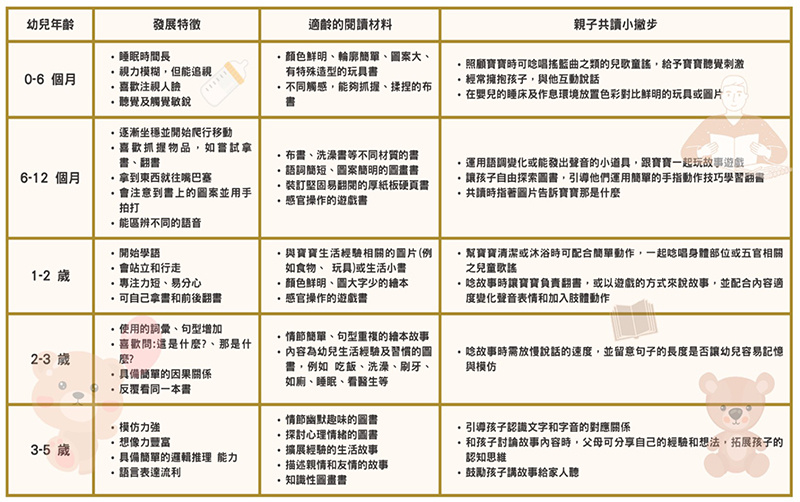 幼兒年齡
發展特徵
適齡的閱讀材料
親子共讀小撇步
0-6 個月
• 睡眠時間長
• 視力模糊，但能追視
• 喜歡注視人臉
• 聽覺及觸覺敏銳
• 顏色鮮明、輪廓簡單、圖案大、
有特殊造型的玩具書
• 不同觸感，能夠抓握、揉捏的布
書
• 照顧寶寶時可唸唱搖籃曲之類的兒歌童謠，給予寶寶聽覺刺激
• 經常擁抱孩子，與他互動說話
• 在嬰兒的睡床及作息環境放置色彩對比鮮明的玩具或圖片
6-12 個月
• 逐漸坐穩並開始爬行移動
• 喜歡抓握物品，如嘗試拿
書、翻書
• 拿到東西就往嘴巴塞
• 會注意到書上的圖案並用手
拍打
• 能區辨不同的語音
• 布書、洗澡書等不同材質的書
• 語詞簡短、圖案簡明的圖畫書
• 裝訂堅固易翻閱的厚紙板硬頁書
• 感官操作的遊戲書
• 運用語調變化或能發出聲音的小道具，跟寶寶一起玩故事遊戲
• 讓孩子自由探索圖書，引導他們運用簡單的手指動作技巧學習翻書
• 共讀時指著圖片告訴寶寶那是什麼
1-2 歲
• 開始學語
• 會站立和行走
• 專注力短、易分心
• 可自己拿書和前後翻書
• 與寶寶生活經驗相關的圖片(例
如食物、 玩具)或生活小書
• 顏色鮮明、圖大字少的繪本
• 感官操作的遊戲書
• 幫寶寶清潔或沐浴時可配合簡單動作，一起唸唱身體部位或五官相關
之兒童歌謠
• 唸故事時讓寶寶負責翻書，或以遊戲的方式來說故事，並配合內容適
度變化聲音表情和加入肢體動作
2-3 歲
• 使用的詞彙、句型增加
• 喜歡問:這是什麼?、那是什
麼?
• 具備簡單的因果關係
• 反覆看同一本書
• 情節簡單、句型重複的繪本故事
• 內容為幼兒生活經驗及習慣的圖
書，例如 吃飯、洗澡、刷牙、
如廁、睡眠、看醫生等
• 唸故事時需放慢說話的速度，並留意句子的長度是否讓幼兒容易記憶
與模仿
3-5 歲
• 模仿力強
• 想像力豐富
• 具備簡單的邏輯推理 能力
• 語言表達流利
• 情節幽默趣味的圖書
• 探討心理情緒的圖書
• 擴展經驗的生活故事
• 描述親情和友情的故事
• 知識性圖畫書
• 引導孩子認識文字和字音的對應關係
• 和孩子討論故事內容時，父母可分享自己的經驗和想法，拓展孩子的
認知思維
• 鼓勵孩子講故事給家人聽